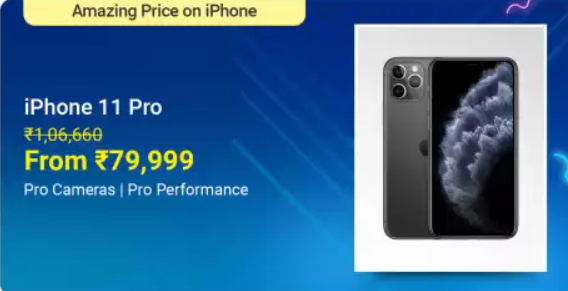 Amazing Price on iPhone
iPhone 11 Pro
₹1,06,660
From ₹79,999
Pro Cameras | Pro Performance